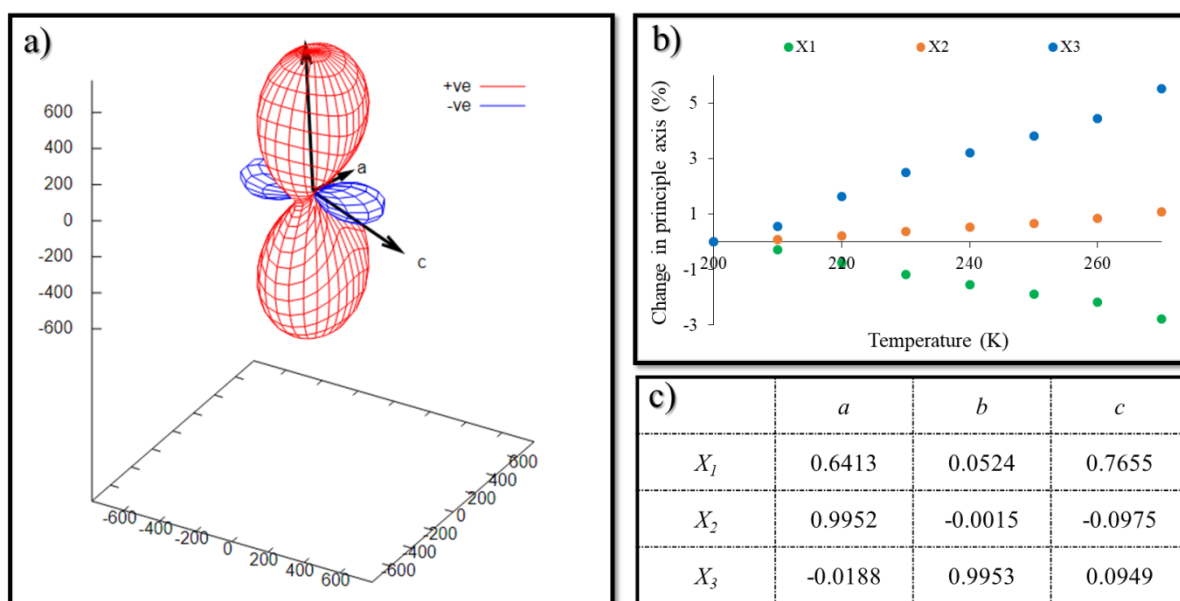 a)
+ve
-ve
600
400
200
0
-200
-400
-600
a
c
-600 -400 -200 0 200 400 600
-600 -400 -200 0 200 400 600
b)
X1 X2 X3
Change in principle axis (%)
5
3
1
-1
-3
200 220 240 260
Temperature (K)
c)
a b c
X1 0.6413 0.0524 0.7655
X2 0.9952 -0.0015 -0.0975
X3 -0.0188 0.9953 0.0949